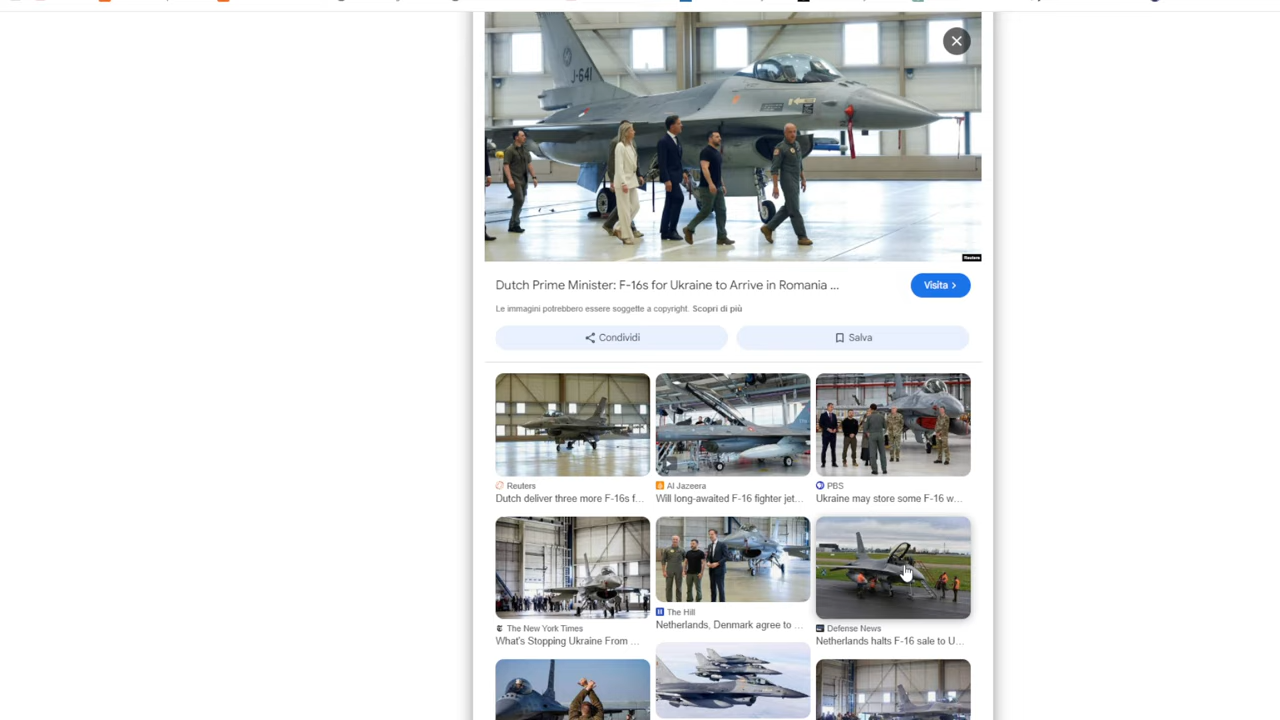 J-641
Reuters
Dutch Prime Minister: F-16s for Ukraine to Arrive in Romania ...
Visita >
Le immagini potrebbero essere soggette a copyright. Scopri di più
Condividi
Salva
Reuters
Dutch deliver three more F-16s f...
Al Jazeera
Will long-awaited F-16 fighter jet...
PBS
Ukraine may store some F-16 w...
The New York Times
What's Stopping Ukraine From ...
The Hill
Netherlands, Denmark agree to ...
Defense News
Netherlands halts F-16 sale to U...